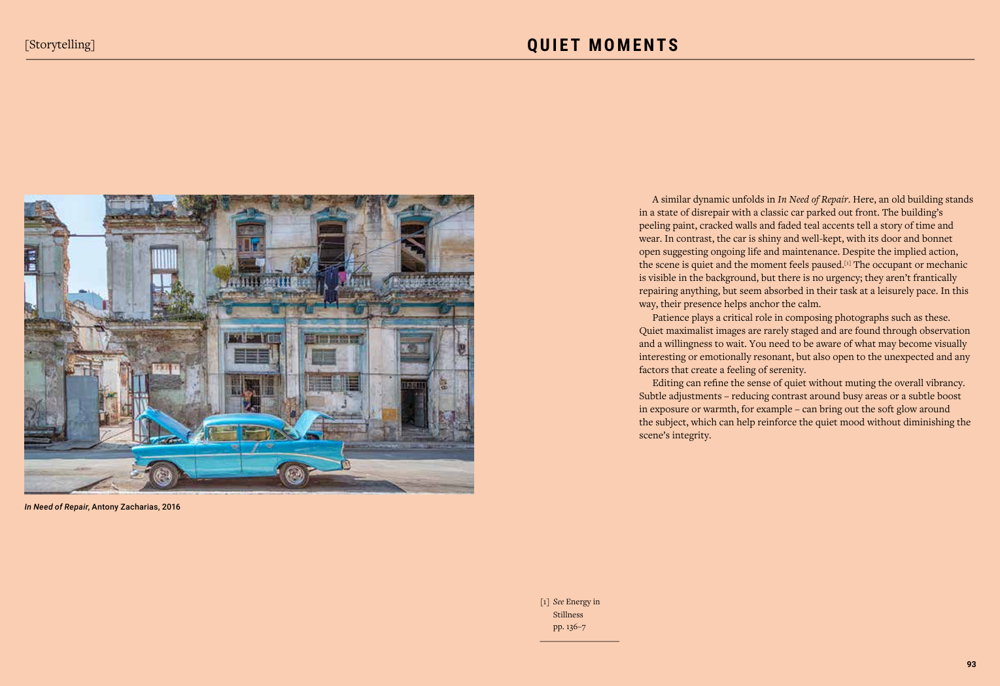 [Storytelling]
QUIET MOMENTS
In Need of Repair, Antony Zacharias, 2016
A similar dynamic unfolds in In Need of Repair. Here, an old building stands
in a state of disrepair with a classic car parked out front. The building’s
peeling paint, cracked walls and faded teal accents tell a story of time and
wear. In contrast, the car is shiny and well-kept, with its door and bonnet
open suggesting ongoing life and maintenance. Despite the implied action,
the scene is quiet and the moment feels paused.[1] The occupant or mechanic
is visible in the background, but there is no urgency; they aren’t frantically
repairing anything, but seem absorbed in their task at a leisurely pace. In this
way, their presence helps anchor the calm.
Patience plays a critical role in composing photographs such as these.
Quiet maximalist images are rarely staged and are found through observation
and a willingness to wait. You need to be aware of what may become visually
interesting or emotionally resonant, but also open to the unexpected and any
factors that create a feeling of serenity.
Editing can refine the sense of quiet without muting the overall vibrancy.
Subtle adjustments – reducing contrast around busy areas or a subtle boost
in exposure or warmth, for example – can bring out the soft glow around
the subject, which can help reinforce the quiet mood without diminishing the
scene’s integrity.
[1] See Energy in
Stillness
pp. 136–7
93